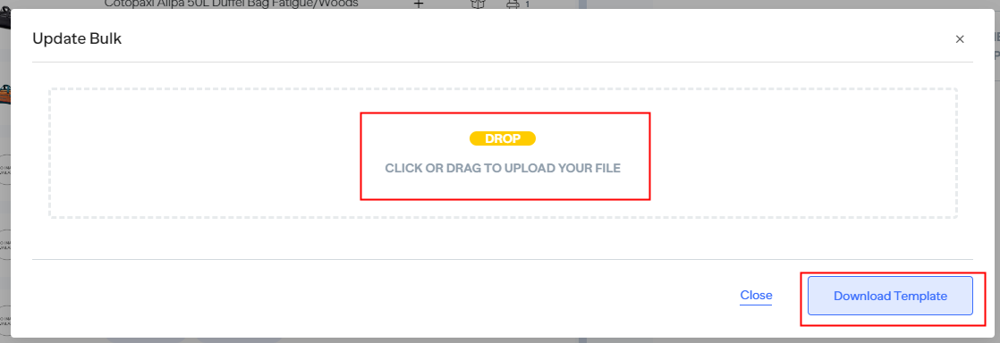 Cotopaxi Allpa 50L Duffel Bag Fatigue/Woods
1
Update Bulk
DROP
CLICK OR DRAG TO UPLOAD YOUR FILE
Close
Download Template